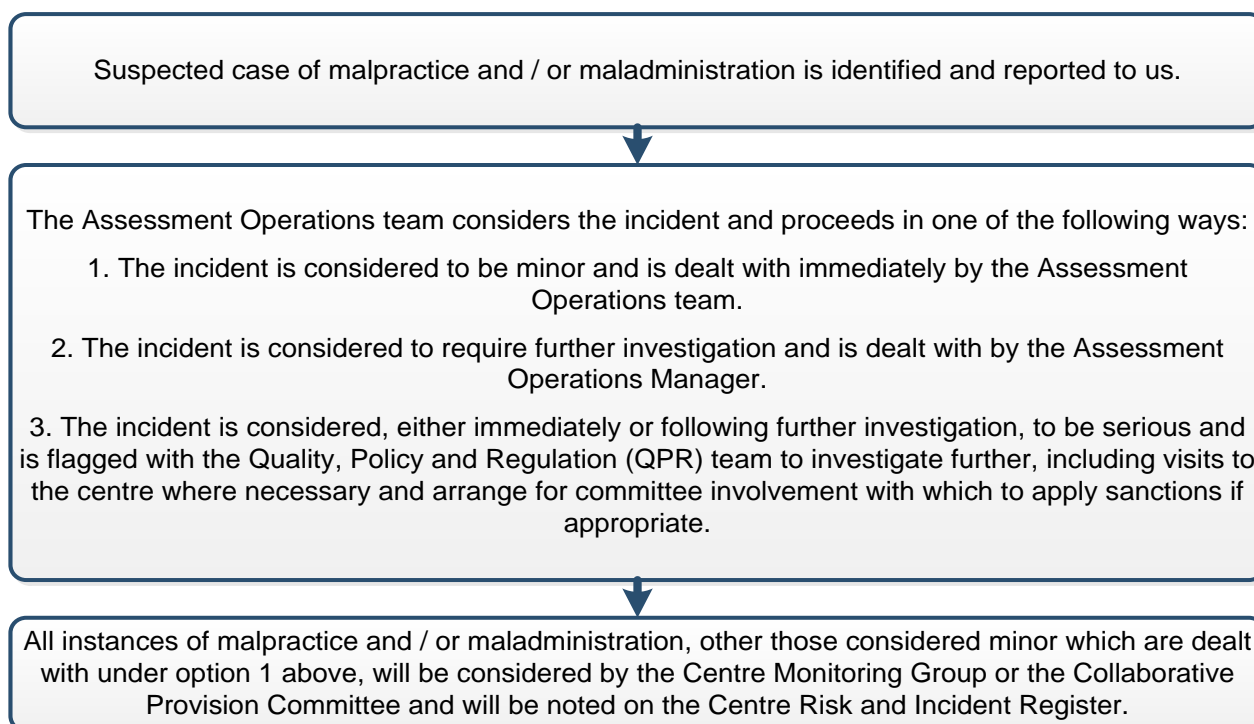 Suspected case of malpractice and / or maladministration is identified and reported to us.
The Assessment Operations team considers the incident and proceeds in one of the following ways:
1. The incident is considered to be minor and is dealt with immediately by the Assessment
Operations team.
2. The incident is considered to require further investigation and is dealt with by the Assessment
Operations Manager.
3. The incident is considered, either immediately or following further investigation, to be serious and
is flagged with the Quality, Policy and Regulation (QPR) team to investigate further, including visits to
the centre where necessary and arrange for committee involvement with which to apply sanctions if
appropriate.
All instances of malpractice and / or maladministration, other those considered minor which are dealt
with under option 1 above, will be considered by the Centre Monitoring Group or the Collaborative
Provision Committee and will be noted on the Centre Risk and Incident Register.